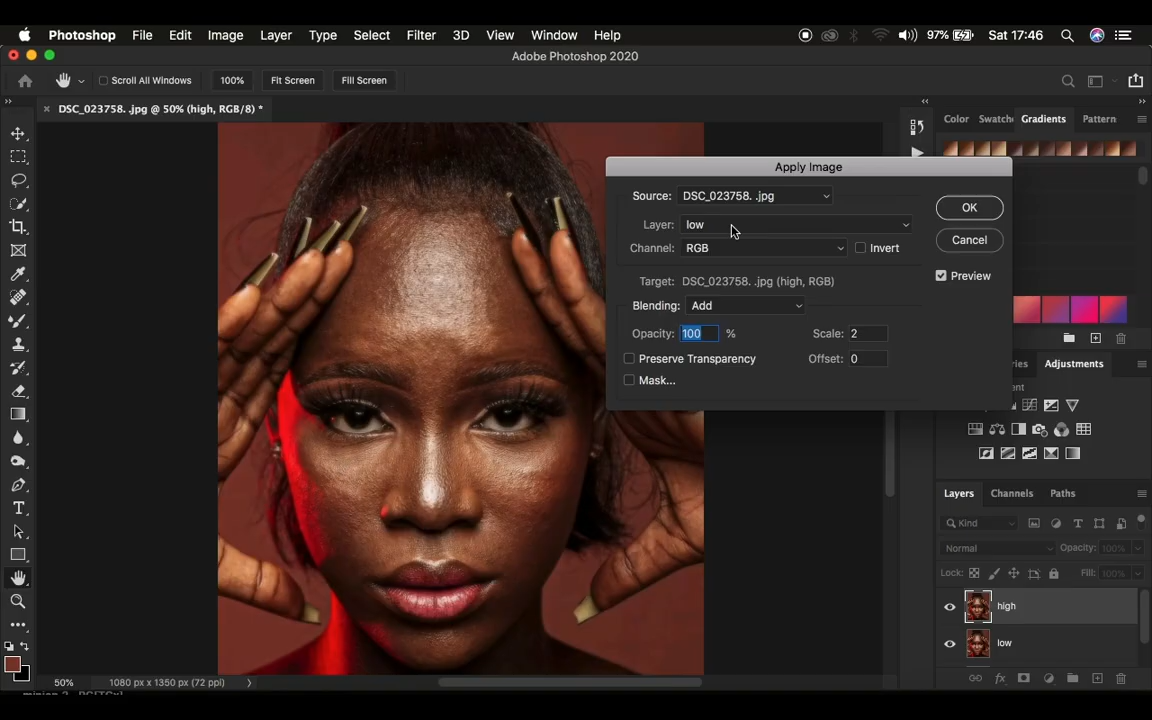 Photoshop File Edit Image Layer Type Select Filter 3D View Window Help 97% Sat 17:46
Adobe Photoshop 2020
Scroll All Windows 100% Fit Screen Fill Screen
DSC_023758. .jpg @ 50% (high, RGB/8) *
Color Swatche Gradients Pattern
Apply Image
Source: DSC_023758. .jpg
OK
Layer: low
Cancel
Channel: RGB Invert
Preview
Target: DSC_023758. .jpg (high, RGB)
Blending: Add
Opacity: 100 % Scale: 2
Preserve Transparency Offset: 0
Mask...
Adjustments
Layers Channels Paths
Kind
Normal Opacity: 100%
Lock: Fill: 100%
high
low
50% 1080 px x 1350 px (72 ppi)